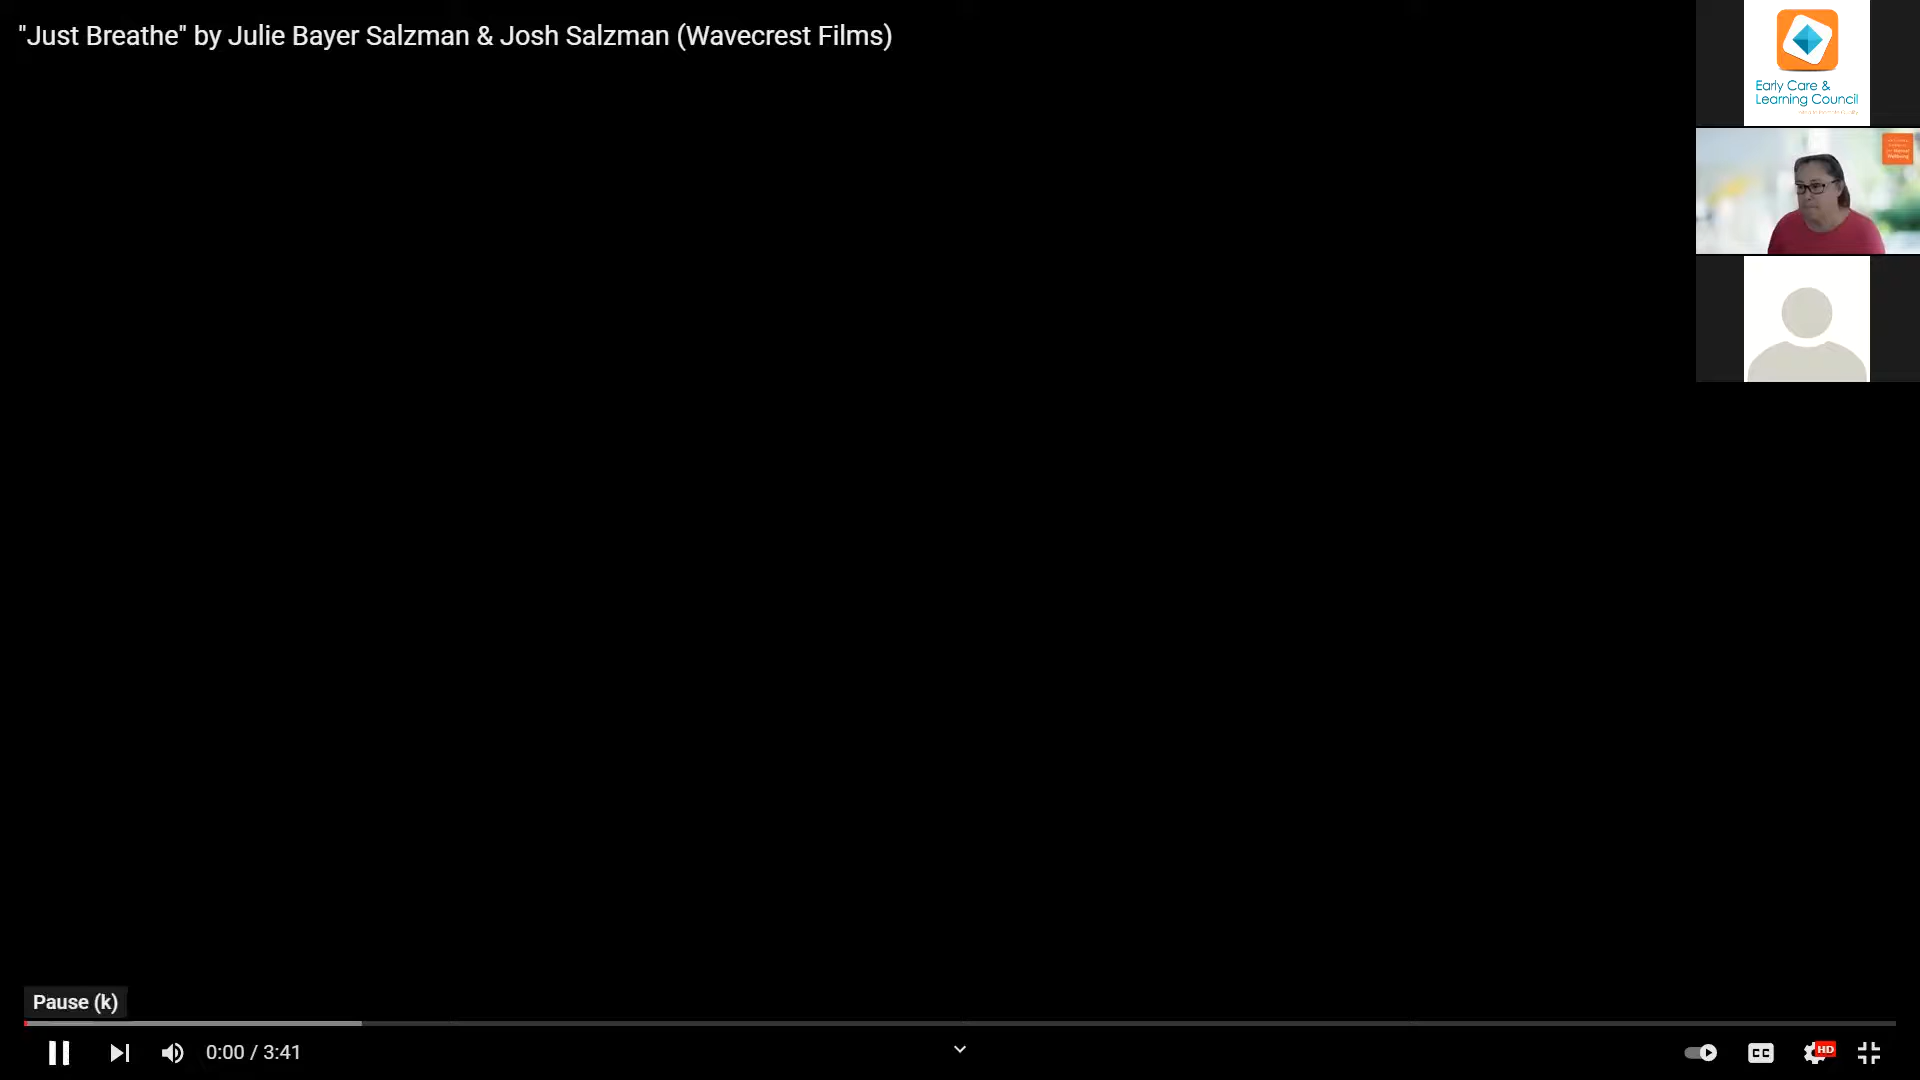 "Just Breathe" by Julie Bayer Salzman & Josh Salzman (Wavecrest Films)
Early Care &
Learning Council
Pause (k)
0:00 / 3:41
CC
HD